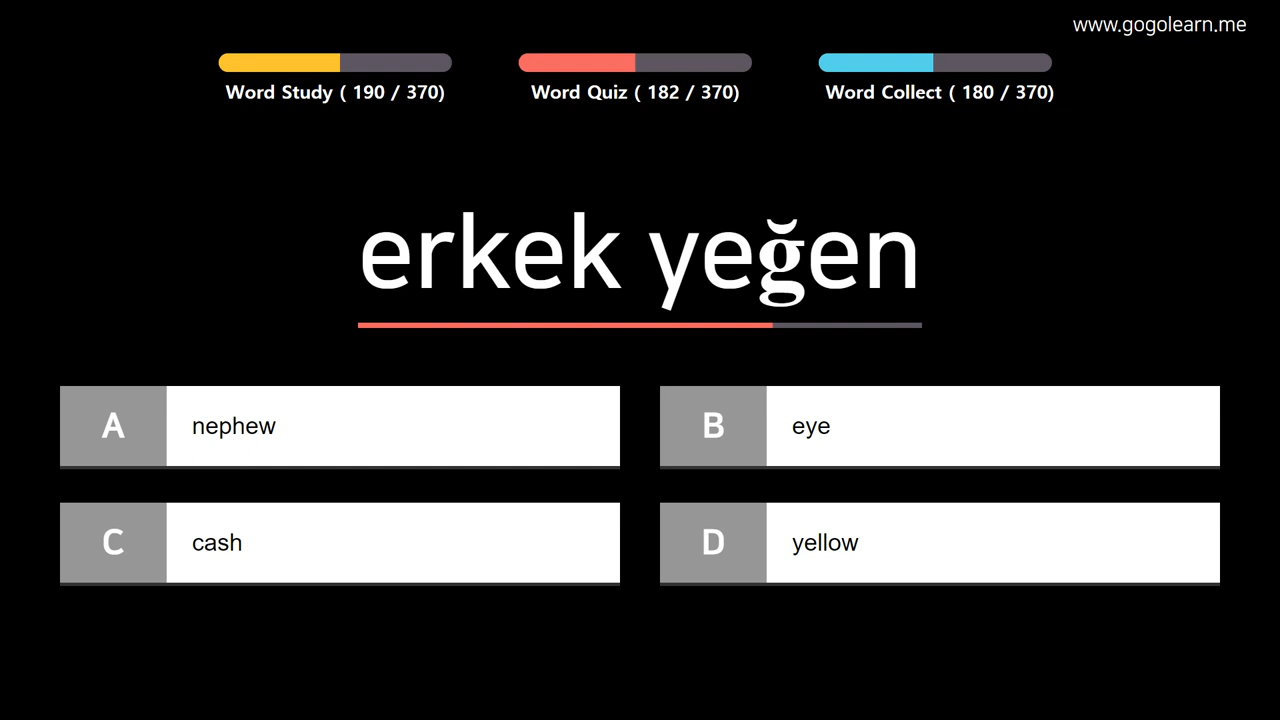 www.gogolearn.me
Word Study ( 190 / 370)
Word Quiz ( 182 / 370)
Word Collect ( 180 / 370)
erkek yeğen
A nephew
B eye
C cash
D yellow